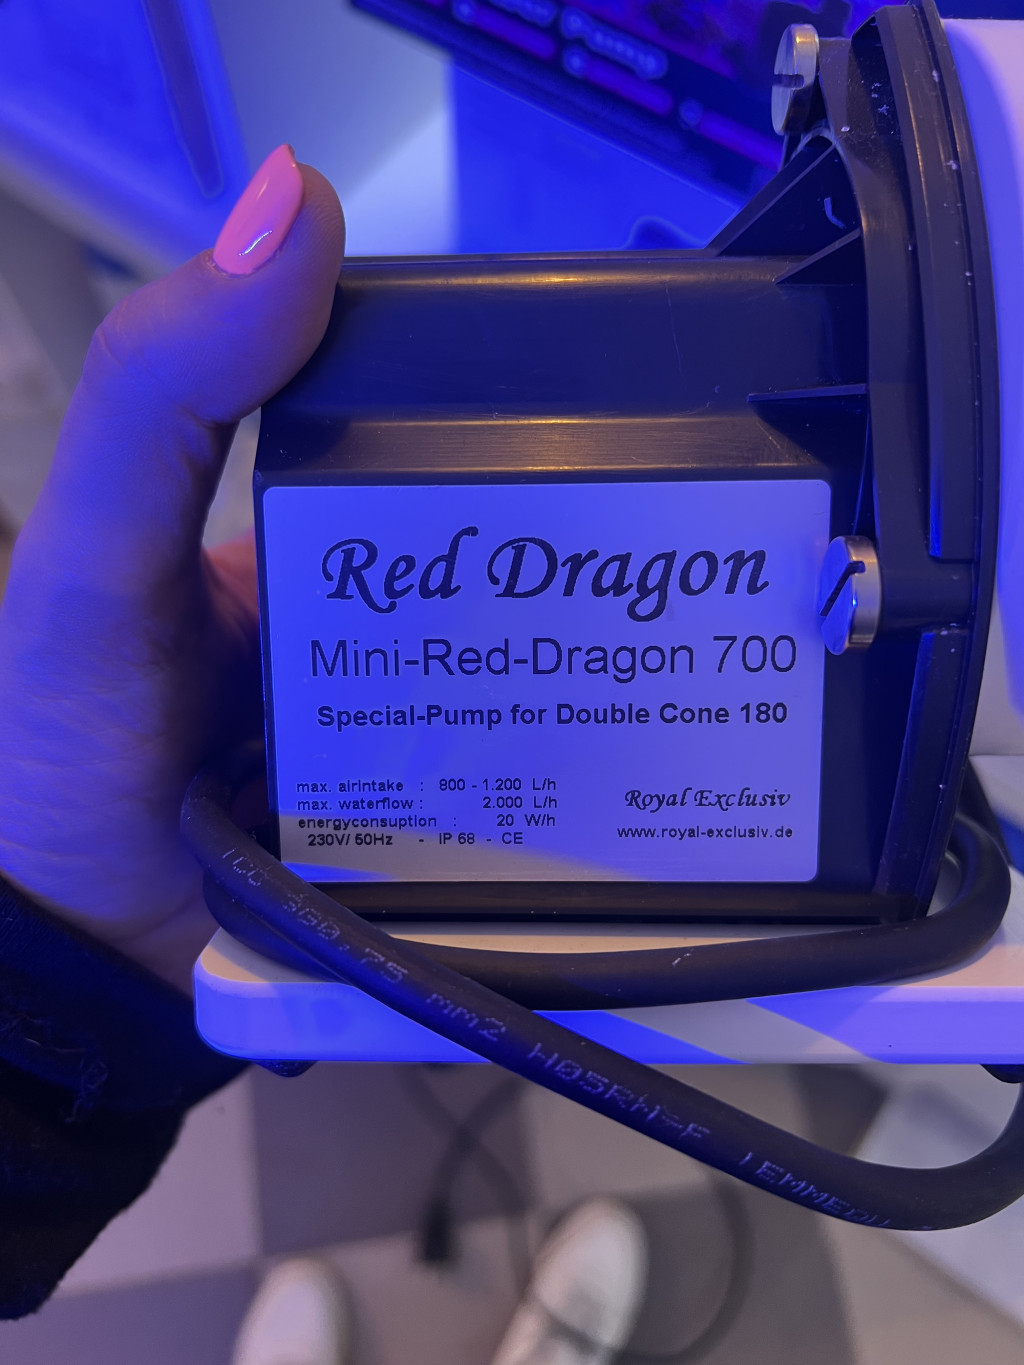 Red Dragon
Mini-Red-Dragon 700
Special-Pump for Double Cone 180
max. airintake : 800 - 1.200 L/h
max. waterflow : 2.000 L/h
energyconsuption : 20 W/h
230V/ 50Hz - IP 68 - CE
Royal Exclusiv
www.royal-exclusiv.de
MM2 H05RN-F